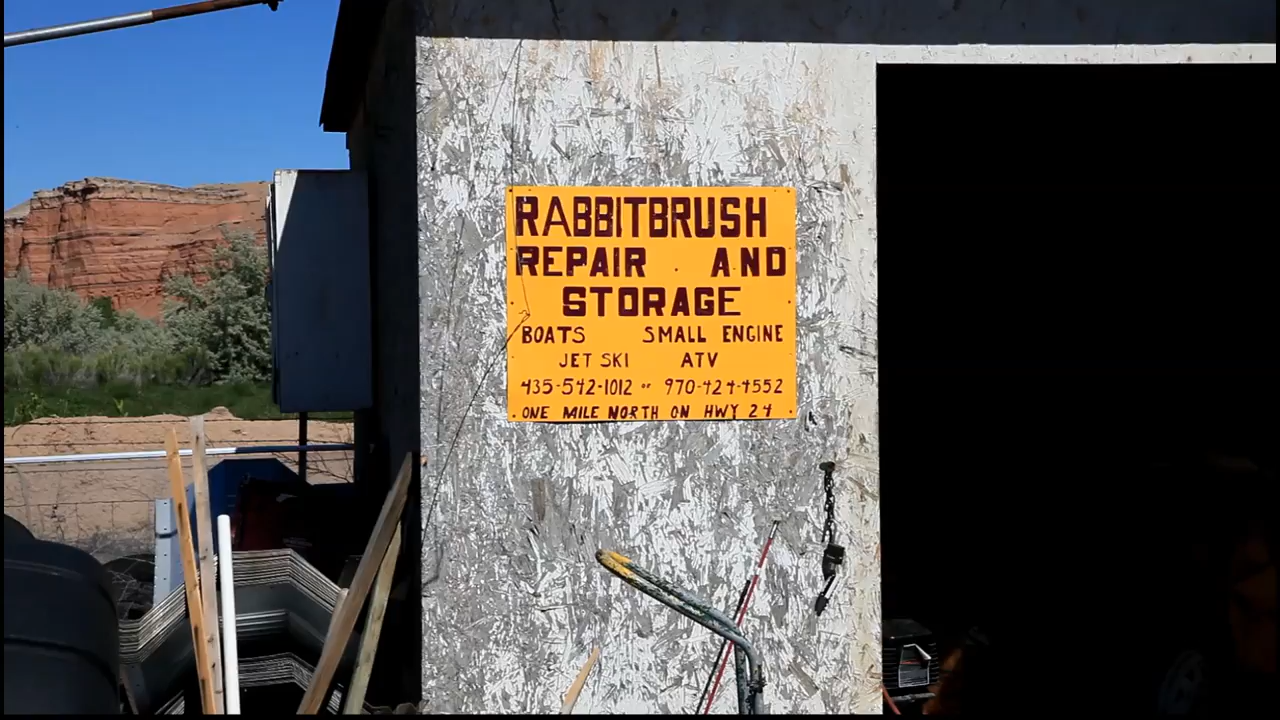 RABBITBRUSH
REPAIR AND
STORAGE
BOATS SMALL ENGINE
JET SKI ATV
435-542-1012 or 970-424-4552
ONE MILE NORTH ON HWY 24